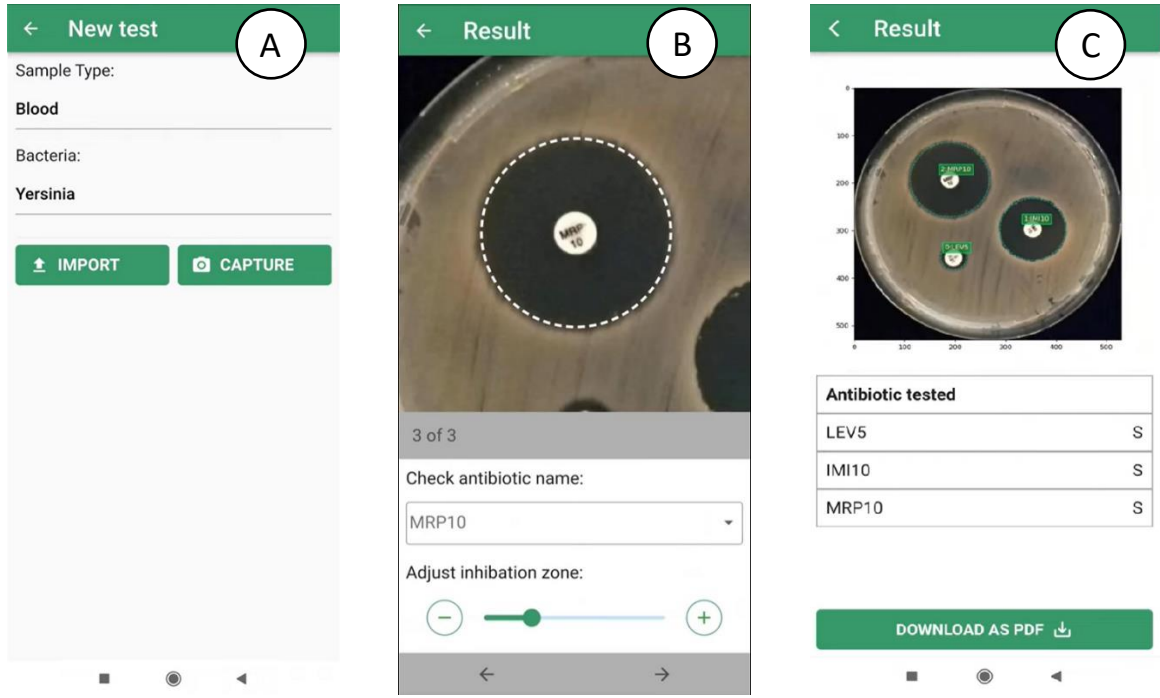 ← New test
A
Sample Type:
Blood
Bacteria:
Yersinia
IMPORT CAPTURE
← Result
B
MRP
10
3 of 3
Check antibiotic name:
MRP10
Adjust inhibation zone:
Result
C
0
100
200
300
400
500
0 100 200 300 400 500
2:MRP10
1:IMI10
0:LEV5
Antibiotic tested
LEV5 S
IMI10 S
MRP10 S
DOWNLOAD AS PDF